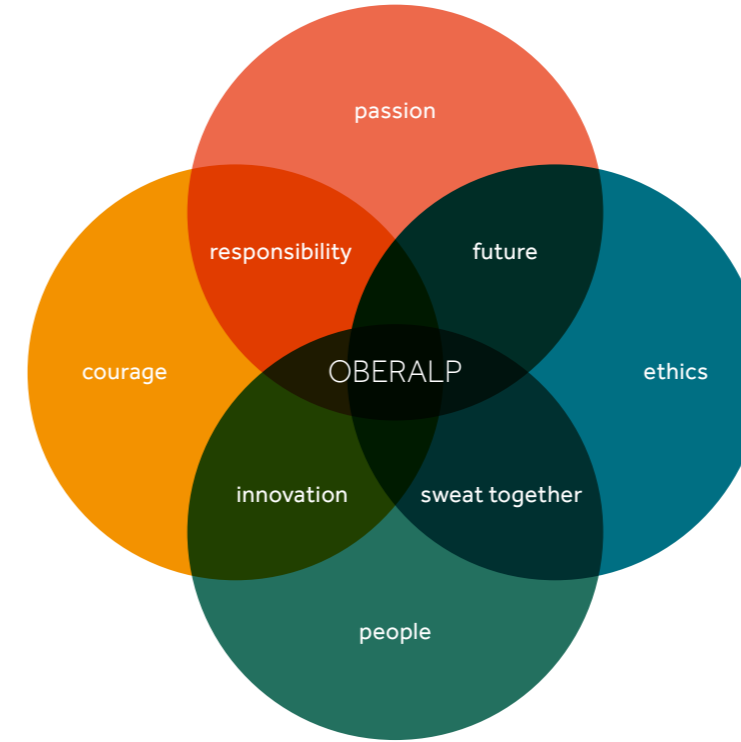 passion
responsibility
future
courage
OBERALP
ethics
innovation
sweat together
people